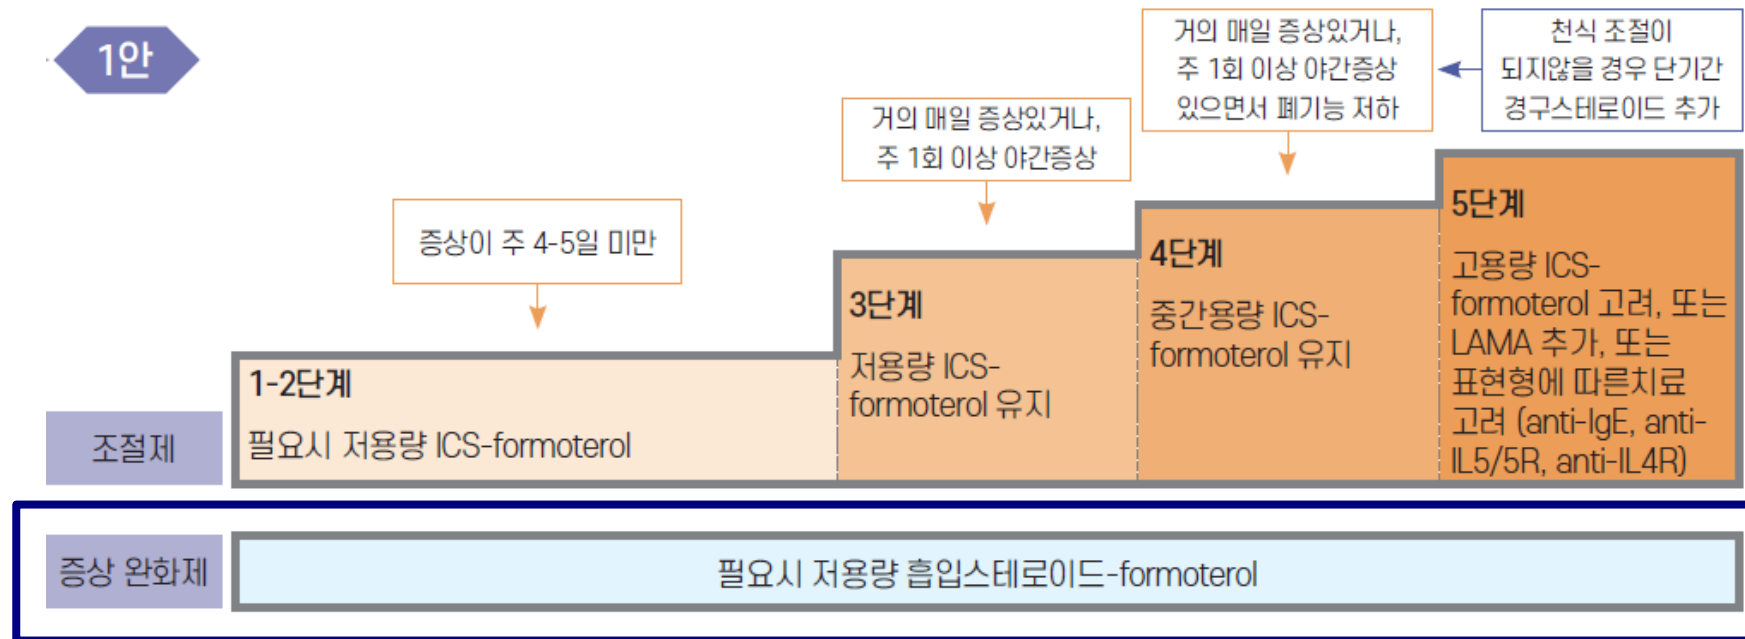 1안
증상이 주 4-5일 미만
거의 매일 증상있거나,
주 1회 이상 야간증상
거의 매일 증상있거나,
주 1회 이상 야간증상
있으면서 폐기능 저하
천식 조절이
되지않을 경우 단기간
경구스테로이드 추가
조절제
1-2단계
필요시 저용량 ICS-formoterol
3단계
저용량 ICS-
formoterol 유지
4단계
중간용량 ICS-
formoterol 유지
5단계
고용량 ICS-
formoterol 고려, 또는
LAMA 추가, 또는
표현형에 따른치료
고려 (anti-IgE, anti-
IL5/5R, anti-IL4R)
증상 완화제
필요시 저용량 흡입스테로이드-formoterol